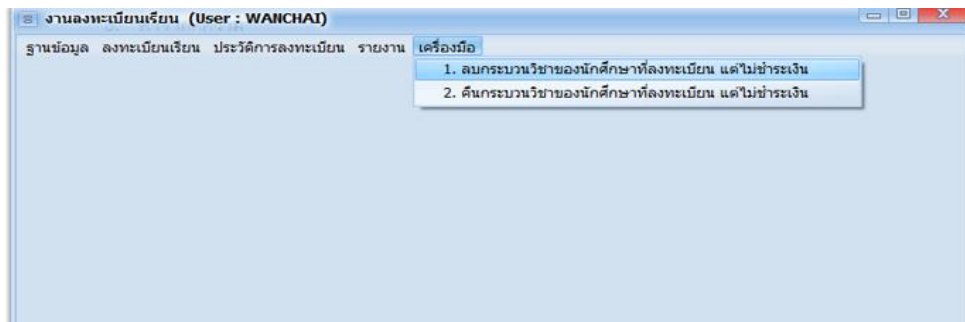 งานลงทะเบียนเรียน (User : WANCHAI)
ฐานข้อมูล ลงทะเบียนเรียน ประวัติการลงทะเบียน รายงาน เครื่องมือ
1. ลบกระบวนวิชาของนักศึกษาที่ลงทะเบียน แต่ไม่ชำระเงิน
2. คืนกระบวนวิชาของนักศึกษาที่ลงทะเบียน แต่ไม่ชำระเงิน